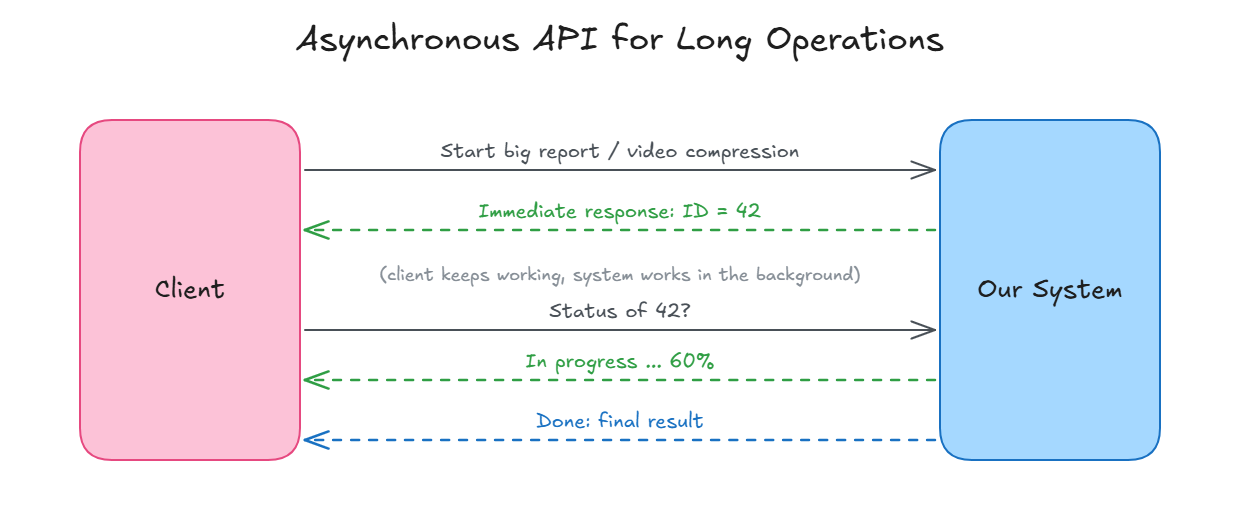 Asynchronous API for Long Operations
Start big report / video compression
Immediate response: ID = 42
(client keeps working, system works in the background)
Client
Our System
Status of 42?
In progress ... 60%
Done: final result